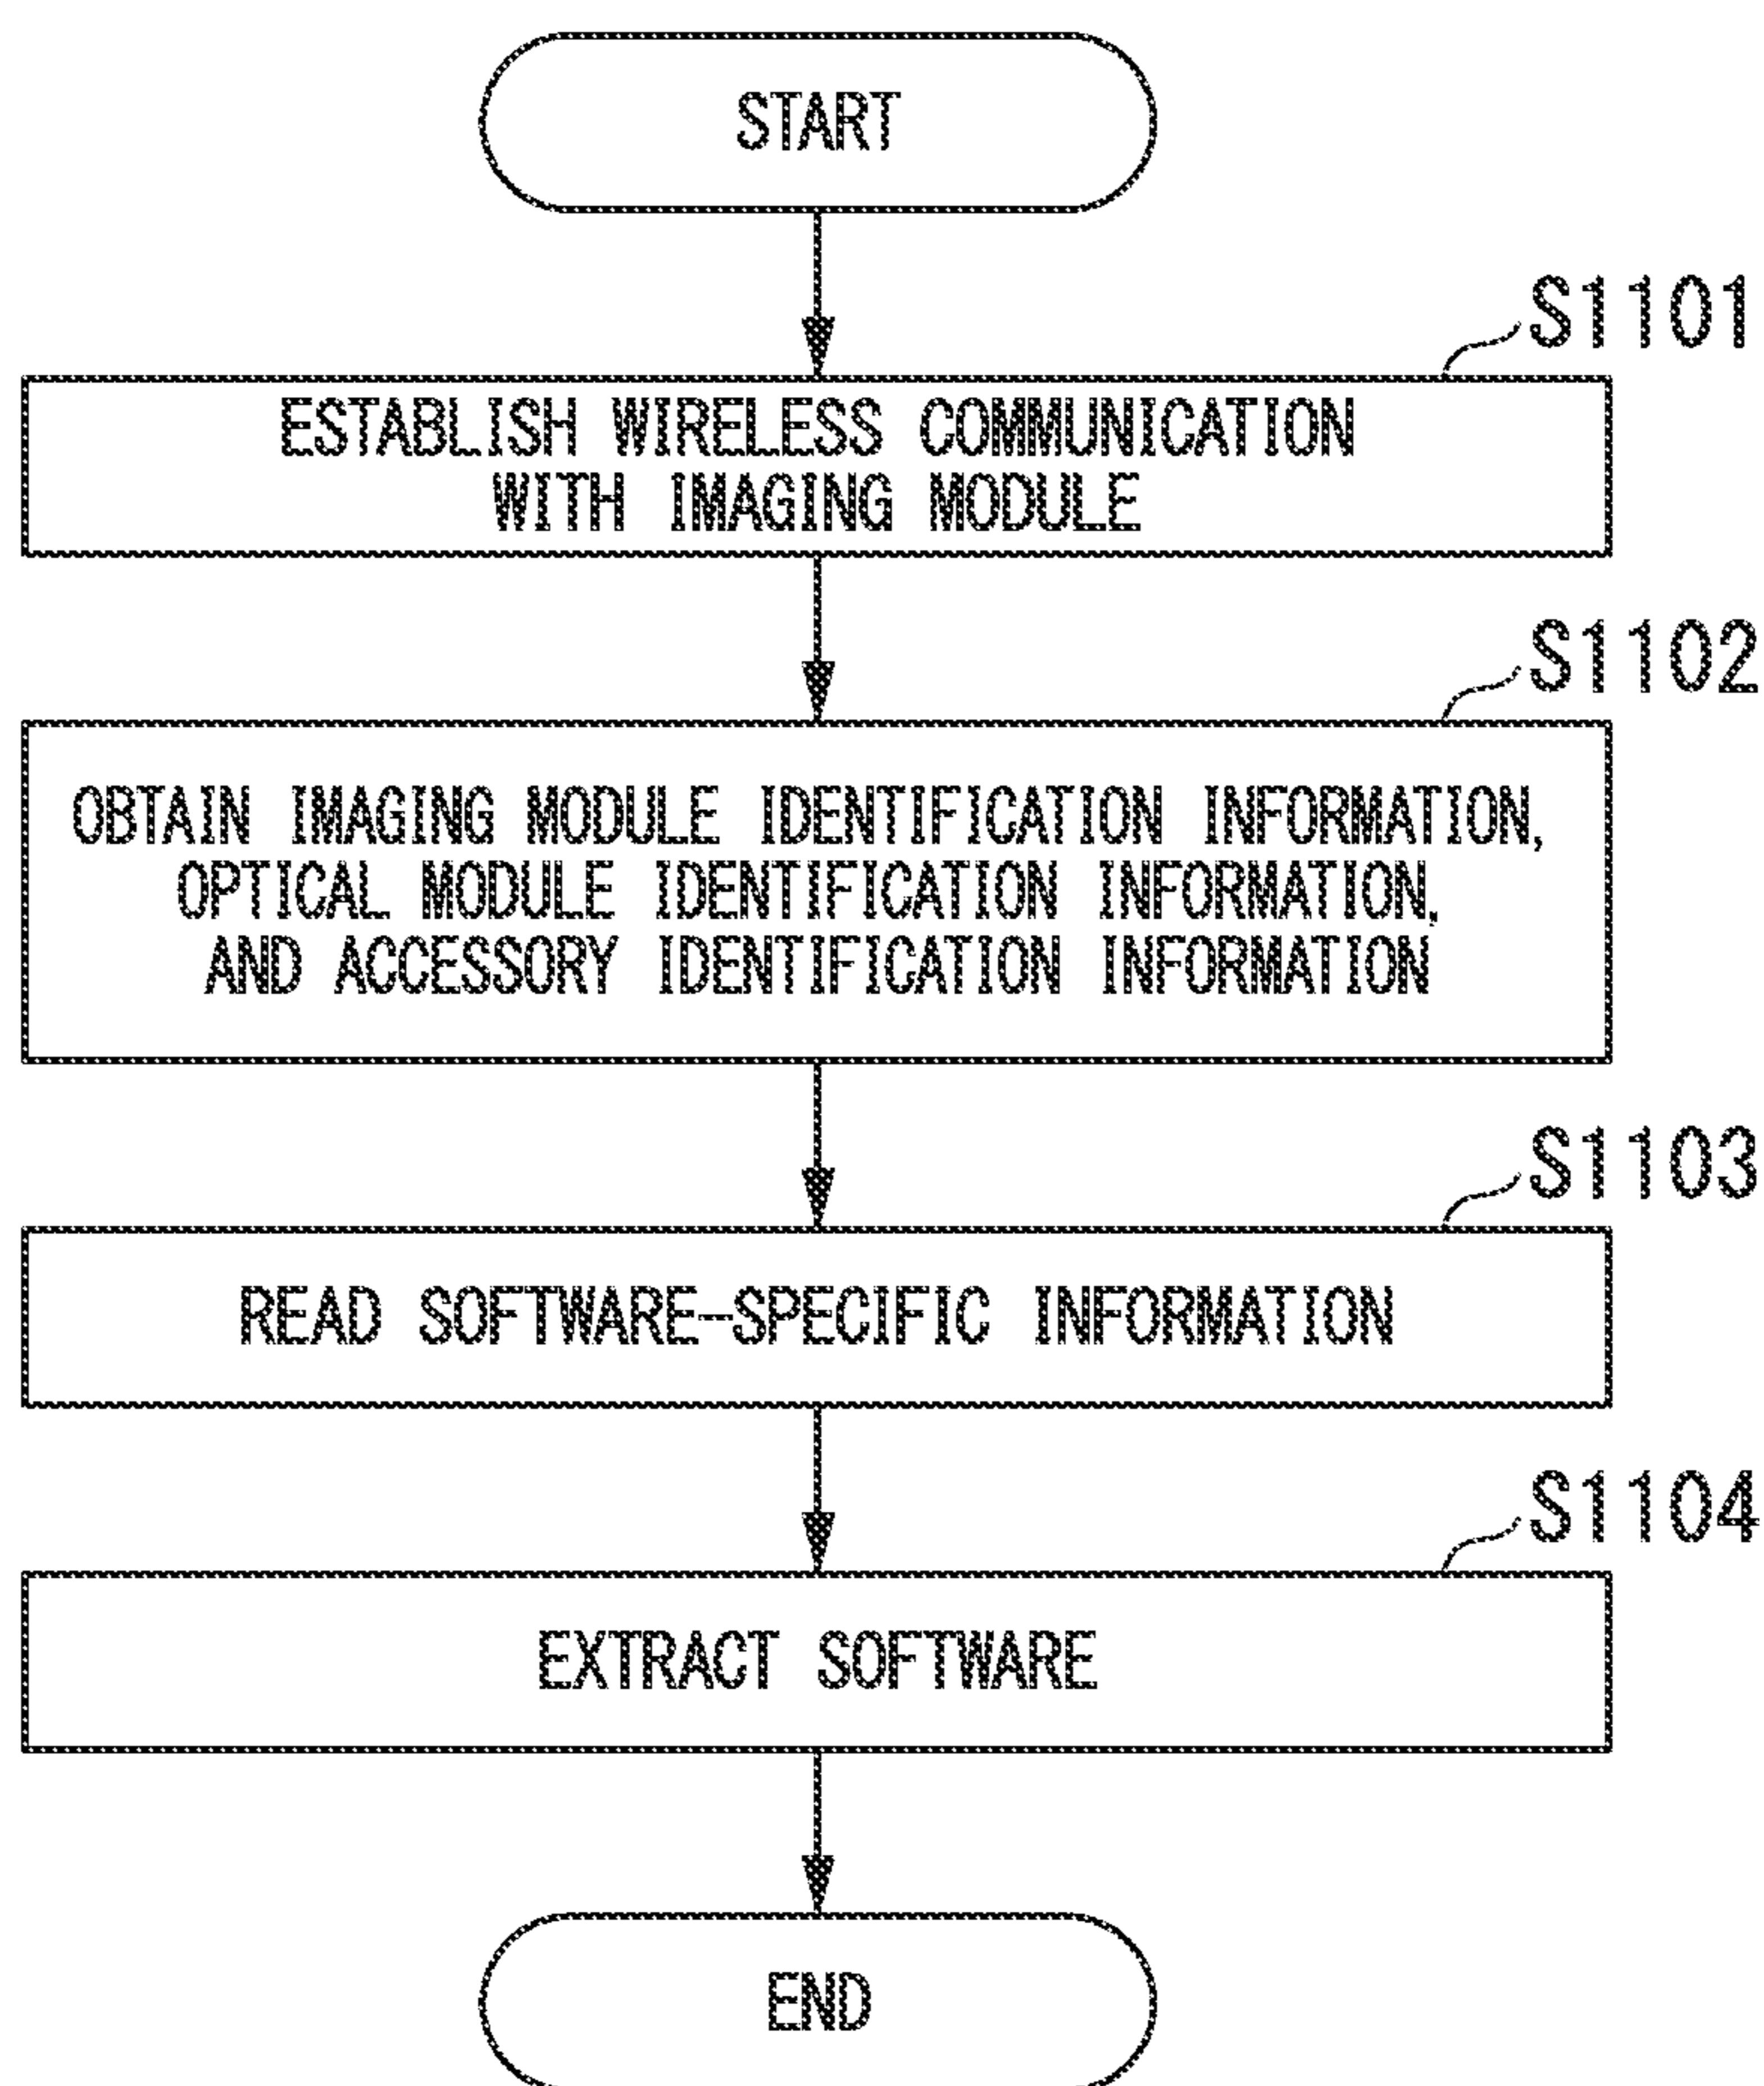 START
S1101
ESTABLISH WIRELESS COMMUNICATION
WITH IMAGING MODULE
S1102
OBTAIN IMAGING MODULE IDENTIFICATION INFORMATION,
OPTICAL MODULE IDENTIFICATION INFORMATION,
AND ACCESSORY IDENTIFICATION INFORMATION
S1103
READ SOFTWARE-SPECIFIC INFORMATION
S1104
EXTRACT SOFTWARE
END